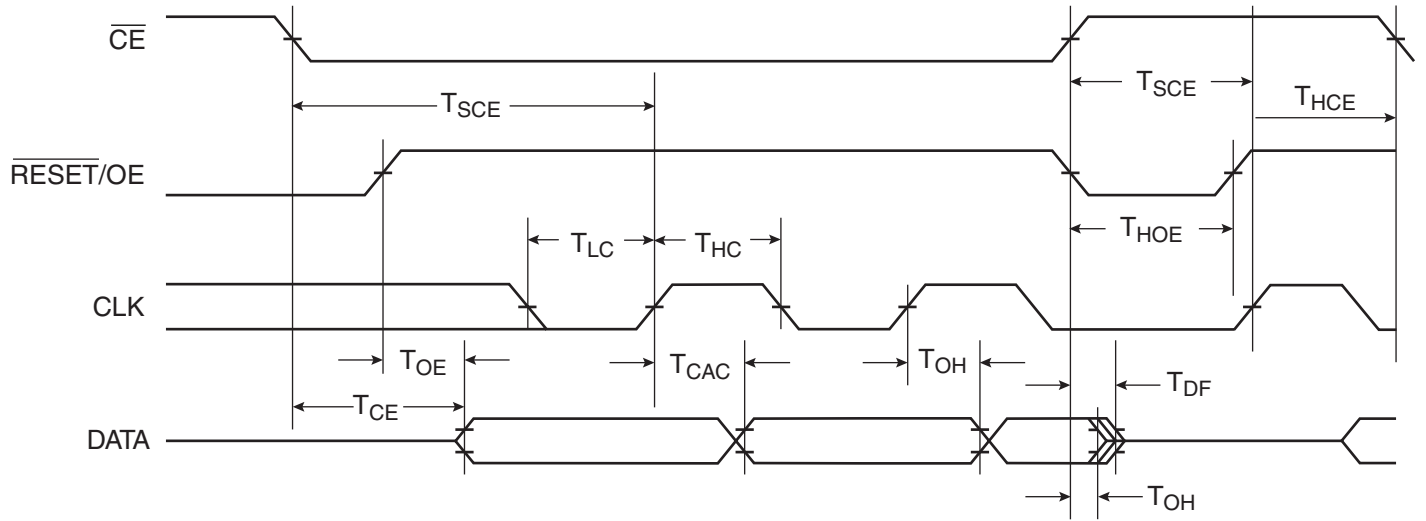 CE
TSCE
TSCE
THCE
RESET/OE
TLC
THC
THOE
CLK
TOE
TCAC
TOH
TDF
TCE
DATA
TOH